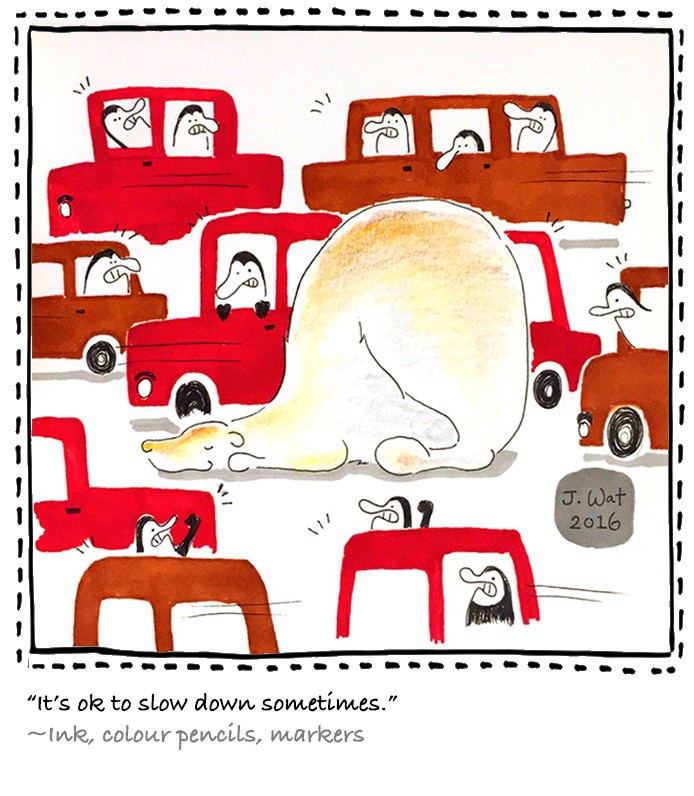 J. Wat
2016
“It's ok to slow down sometimes.”
~Ink, colour pencils, markers